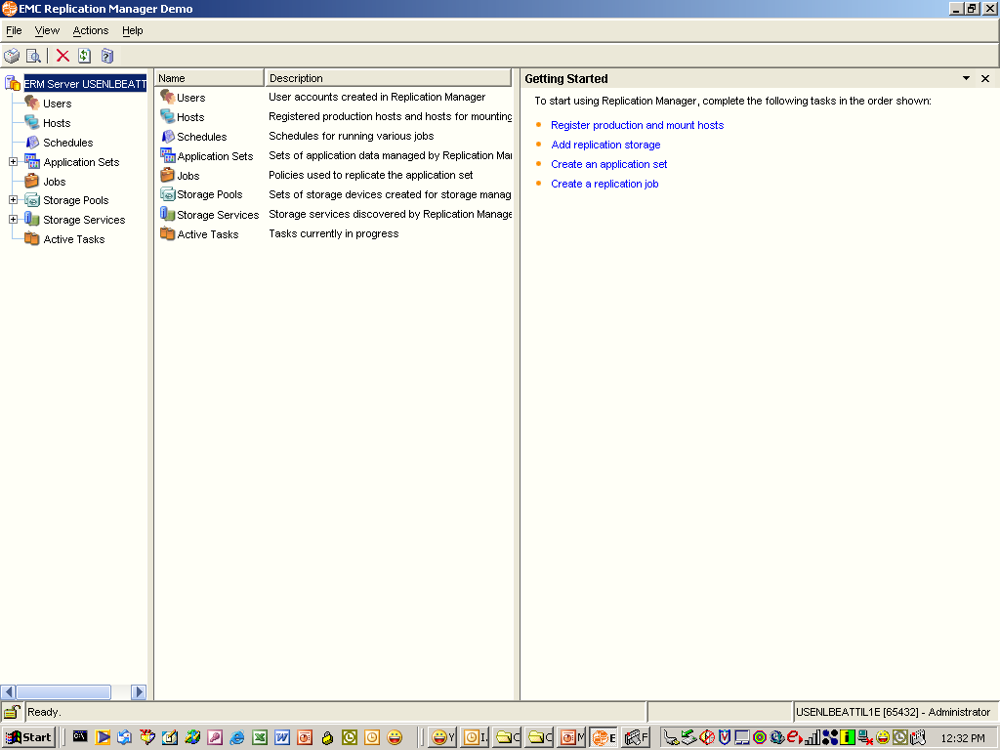 EMC Replication Manager Demo
File View Actions Help
ERM Server USENLBEATT
Users
Hosts
Schedules
Application Sets
Jobs
Storage Pools
Storage Services
Active Tasks
Name Description
Users User accounts created in Replication Manager
Hosts Registered production hosts and hosts for mounting
Schedules Schedules for running various jobs
Application Sets Sets of application data managed by Replication Mar
Jobs Policies used to replicate the application set
Storage Pools Sets of storage devices created for storage manag
Storage Services Storage services discovered by Replication Manage
Active Tasks Tasks currently in progress
Getting Started
To start using Replication Manager, complete the following tasks in the order shown:
Register production and mount hosts
Add replication storage
Create an application set
Create a replication job
Ready.
USENLBEATTIL1E [65432] - Administrator
Start Y I. C C M E F 12:32 PM